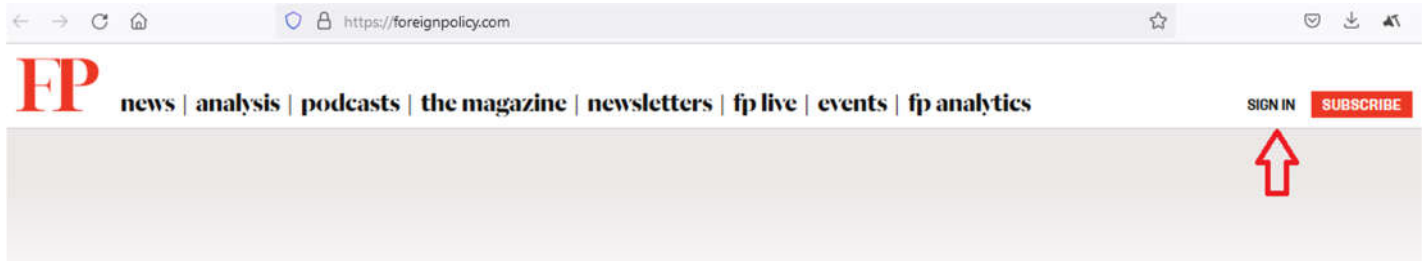 https://foreignpolicy.com
FP
news | analysis | podcasts | the magazine | newsletters | fp live | events | fp analytics
SIGN IN SUBSCRIBE